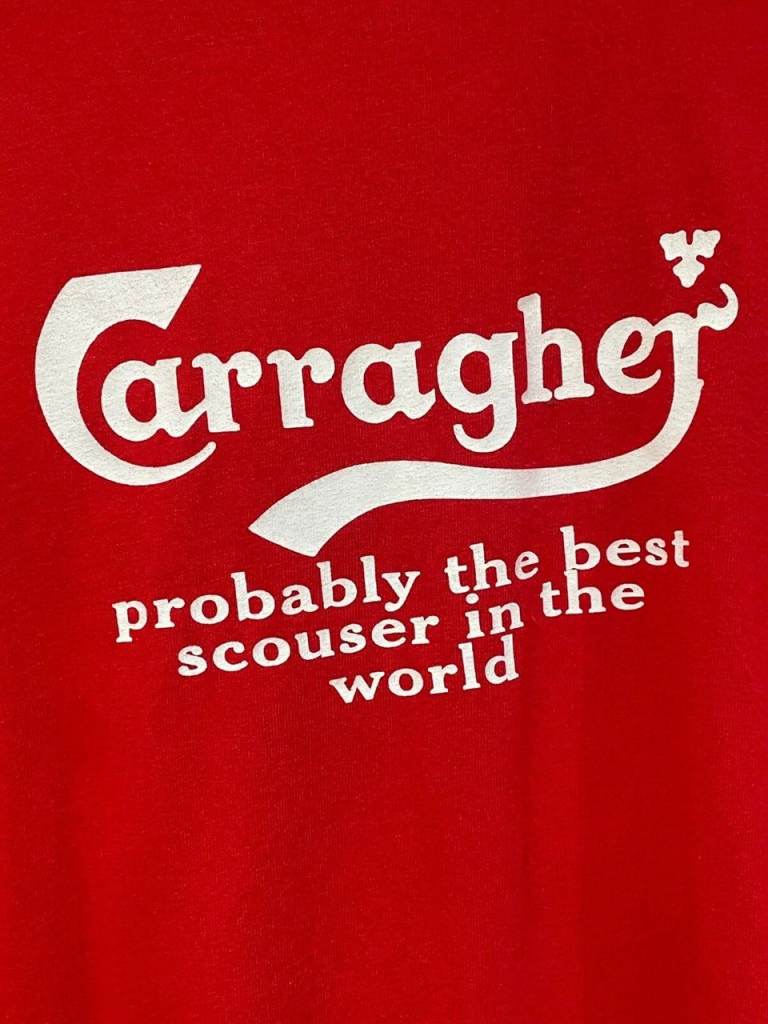 Carragher
probably the best
scouser in the
world